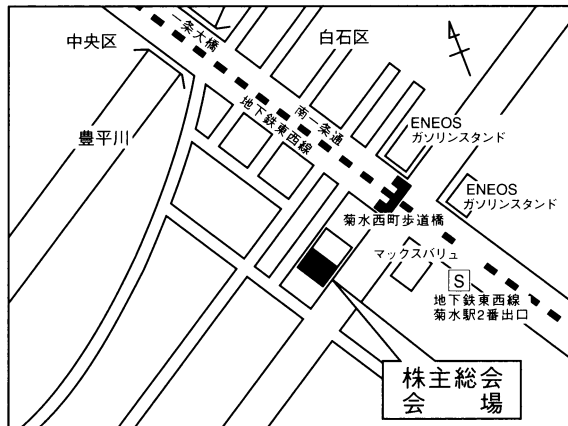 一条大橋
中央区
白石区
豊平川
地下鉄東西線
南一条通
ENEOS
ガソリンスタンド
ENEOS
ガソリンスタンド
菊水西町歩道橋
マックスバリュ
S
地下鉄東西線
菊水駅2番出口
株主総会
会場